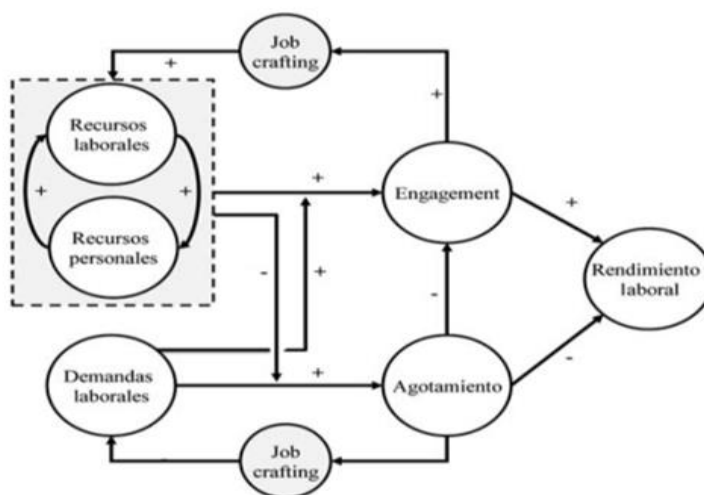 Job
crafting
+
+
Recursos
laborales
+
+
+
Engagement
+
Recursos
personales
-
+
-
Rendimiento
laboral
Demandas
laborales
+
Agotamiento
-
Job
crafting